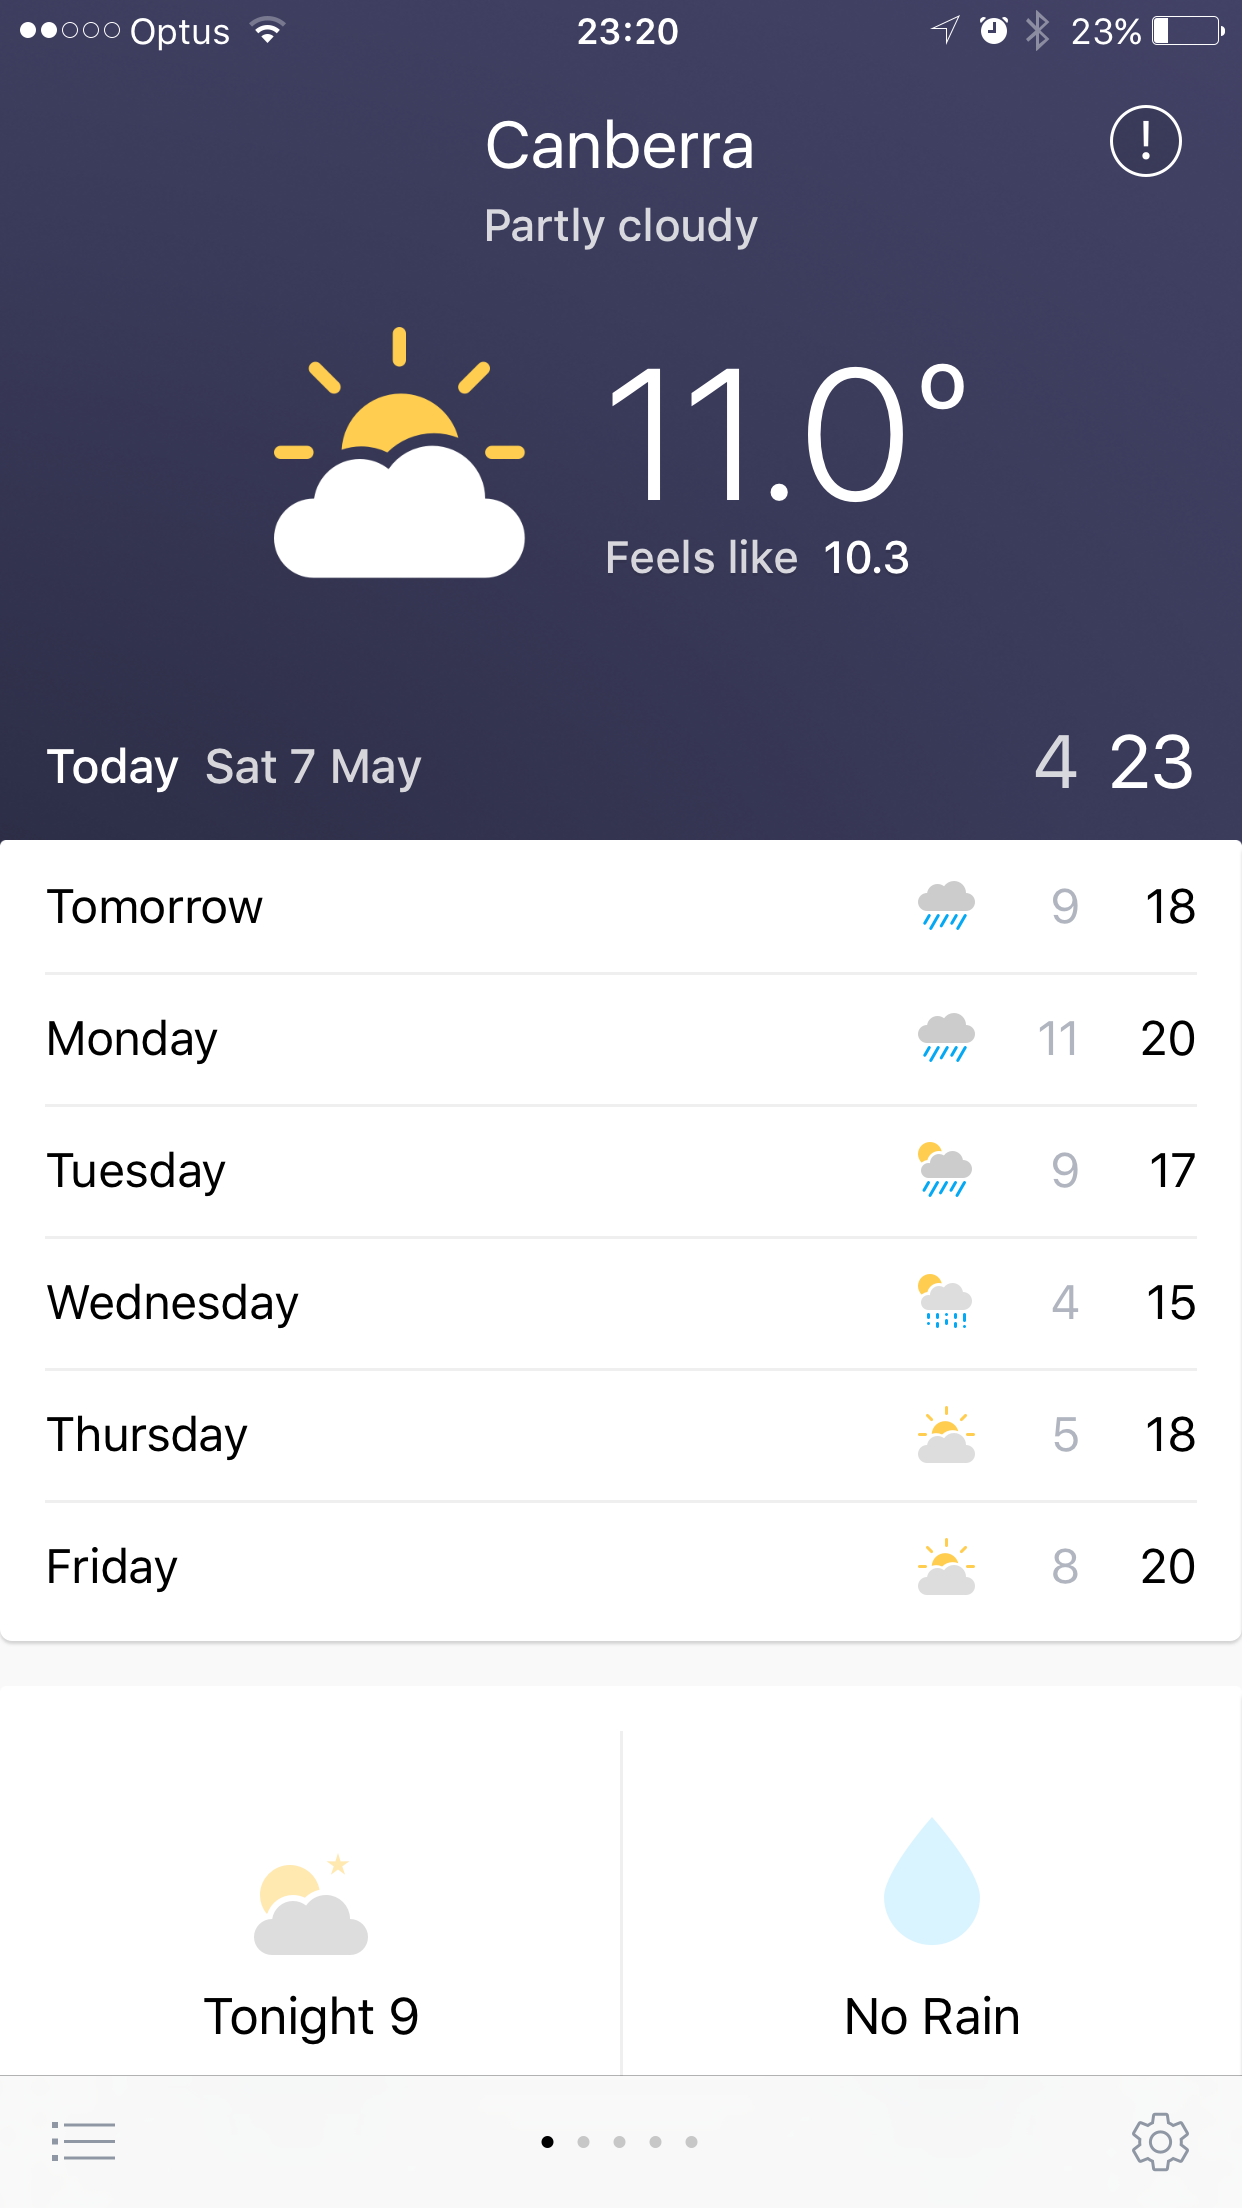 Optus 23:20 23%
Canberra
!
Partly cloudy
11.0°
Feels like 10.3
Today Sat 7 May 4 23
Tomorrow 9 18
Monday 11 20
Tuesday 9 17
Wednesday 4 15
Thursday 5 18
Friday 8 20
Tonight 9 No Rain